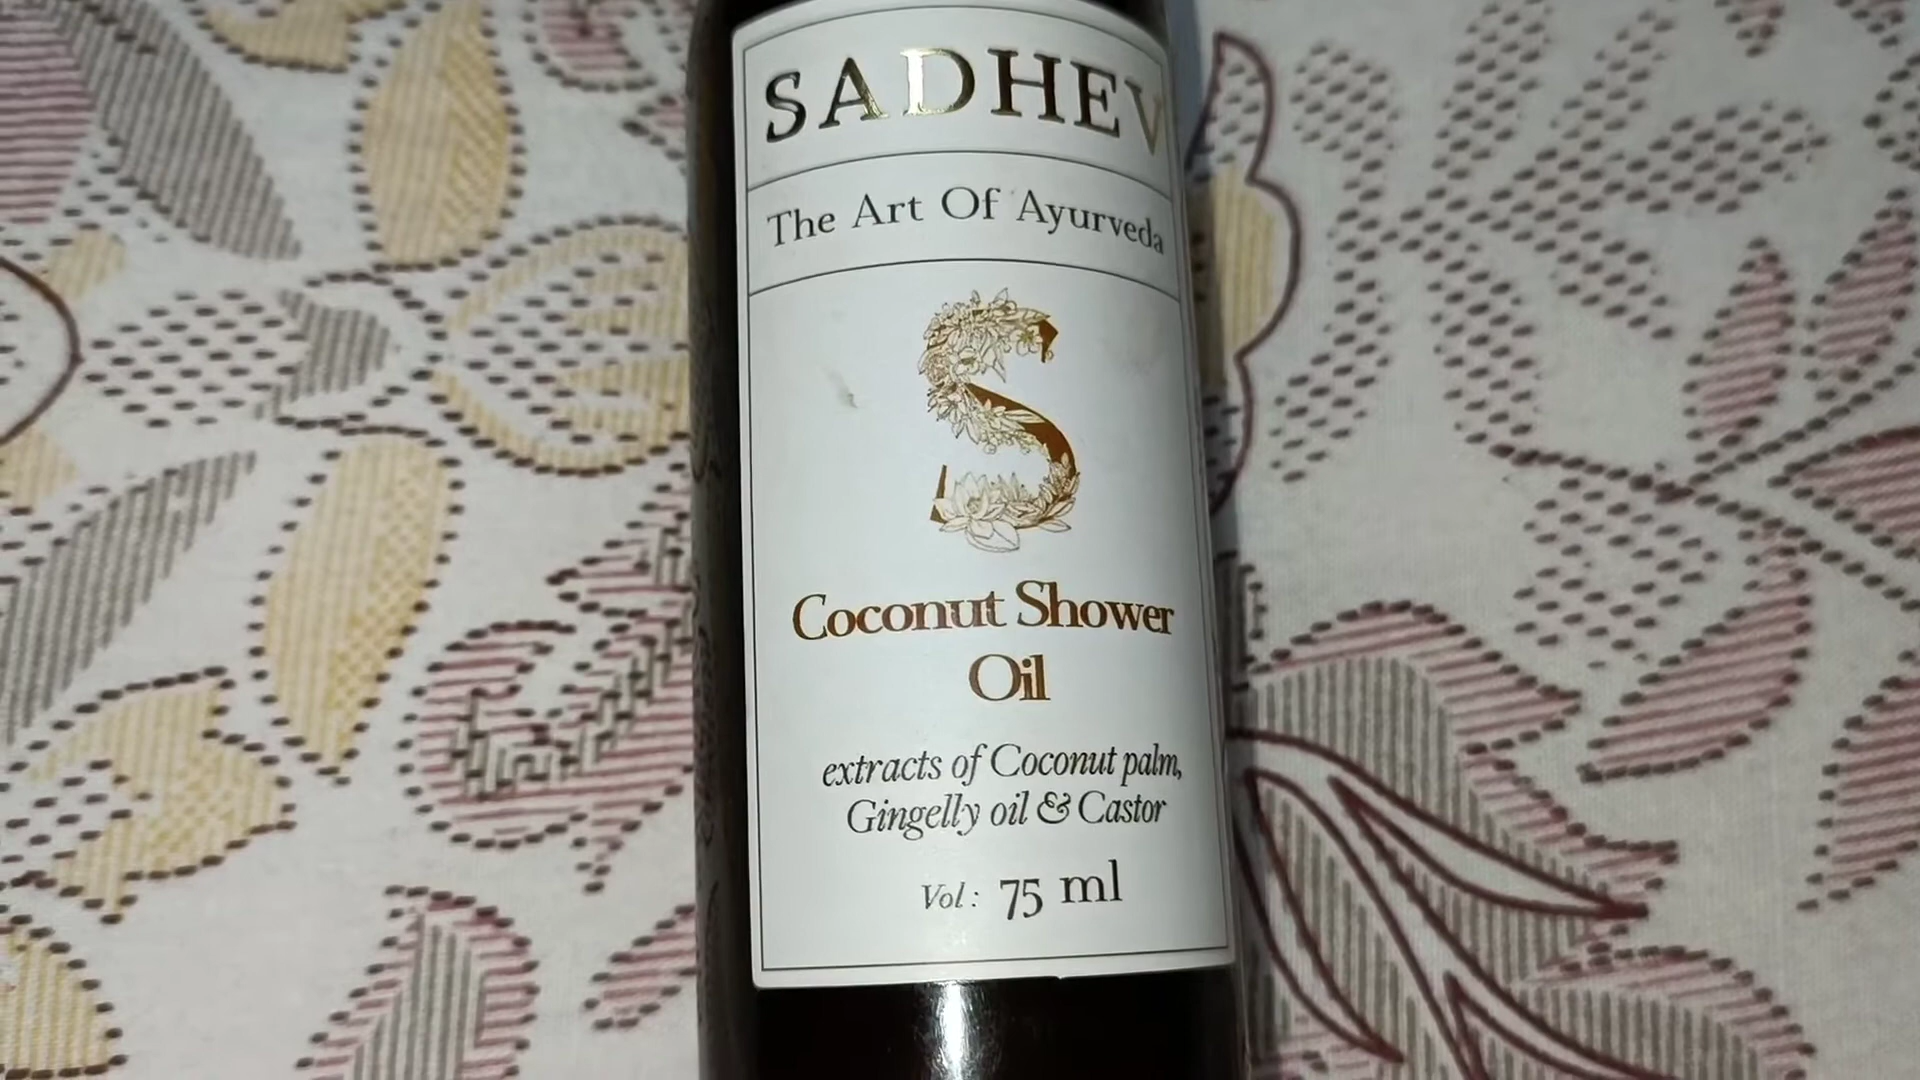 SADHEV
The Art Of Ayurveda
S
Coconut Shower
Oil
extracts of Coconut palm,
Gingelly oil & Castor
Vol : 75 ml